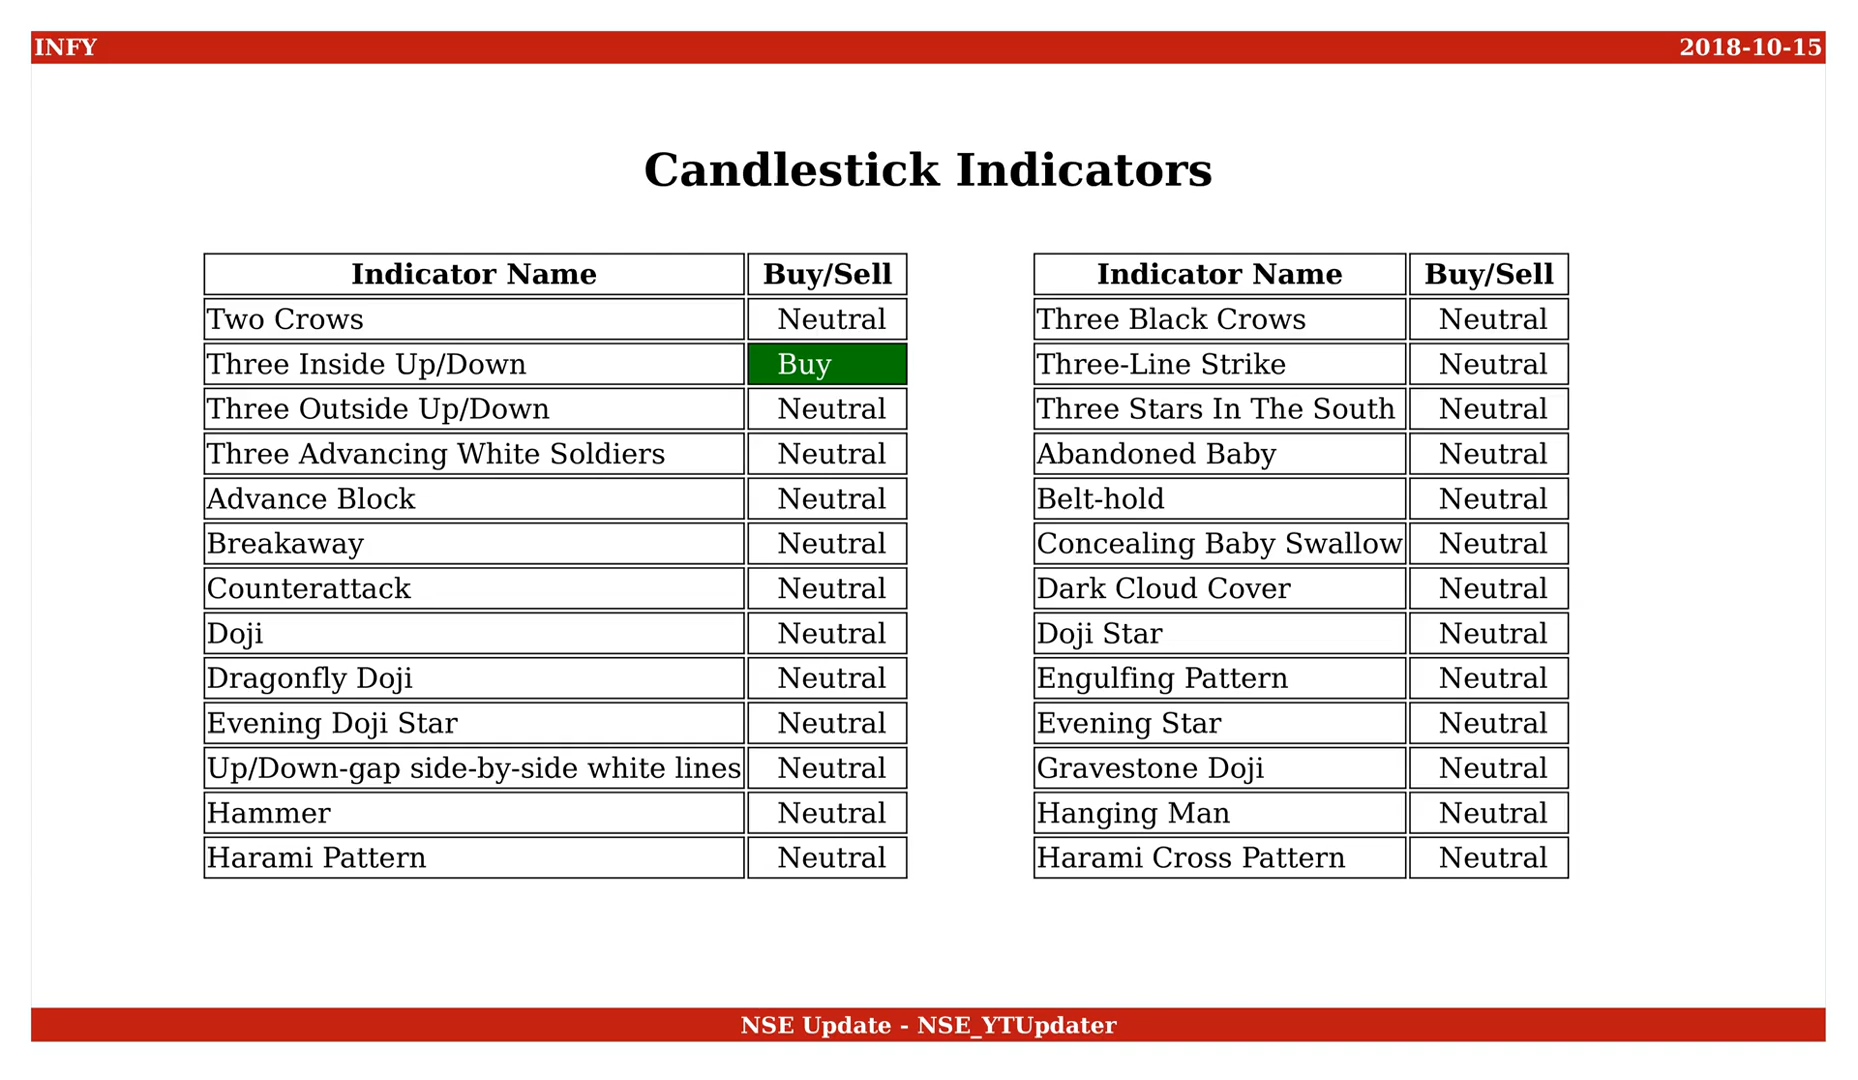 INFY 2018-10-15
Candlestick Indicators
Indicator Name Buy/Sell
Two Crows Neutral
Three Inside Up/Down Buy
Three Outside Up/Down Neutral
Three Advancing White Soldiers Neutral
Advance Block Neutral
Breakaway Neutral
Counterattack Neutral
Doji Neutral
Dragonfly Doji Neutral
Evening Doji Star Neutral
Up/Down-gap side-by-side white lines Neutral
Hammer Neutral
Harami Pattern Neutral
Indicator Name Buy/Sell
Three Black Crows Neutral
Three-Line Strike Neutral
Three Stars In The South Neutral
Abandoned Baby Neutral
Belt-hold Neutral
Concealing Baby Swallow Neutral
Dark Cloud Cover Neutral
Doji Star Neutral
Engulfing Pattern Neutral
Evening Star Neutral
Gravestone Doji Neutral
Hanging Man Neutral
Harami Cross Pattern Neutral
NSE Update - NSE_YTUpdater